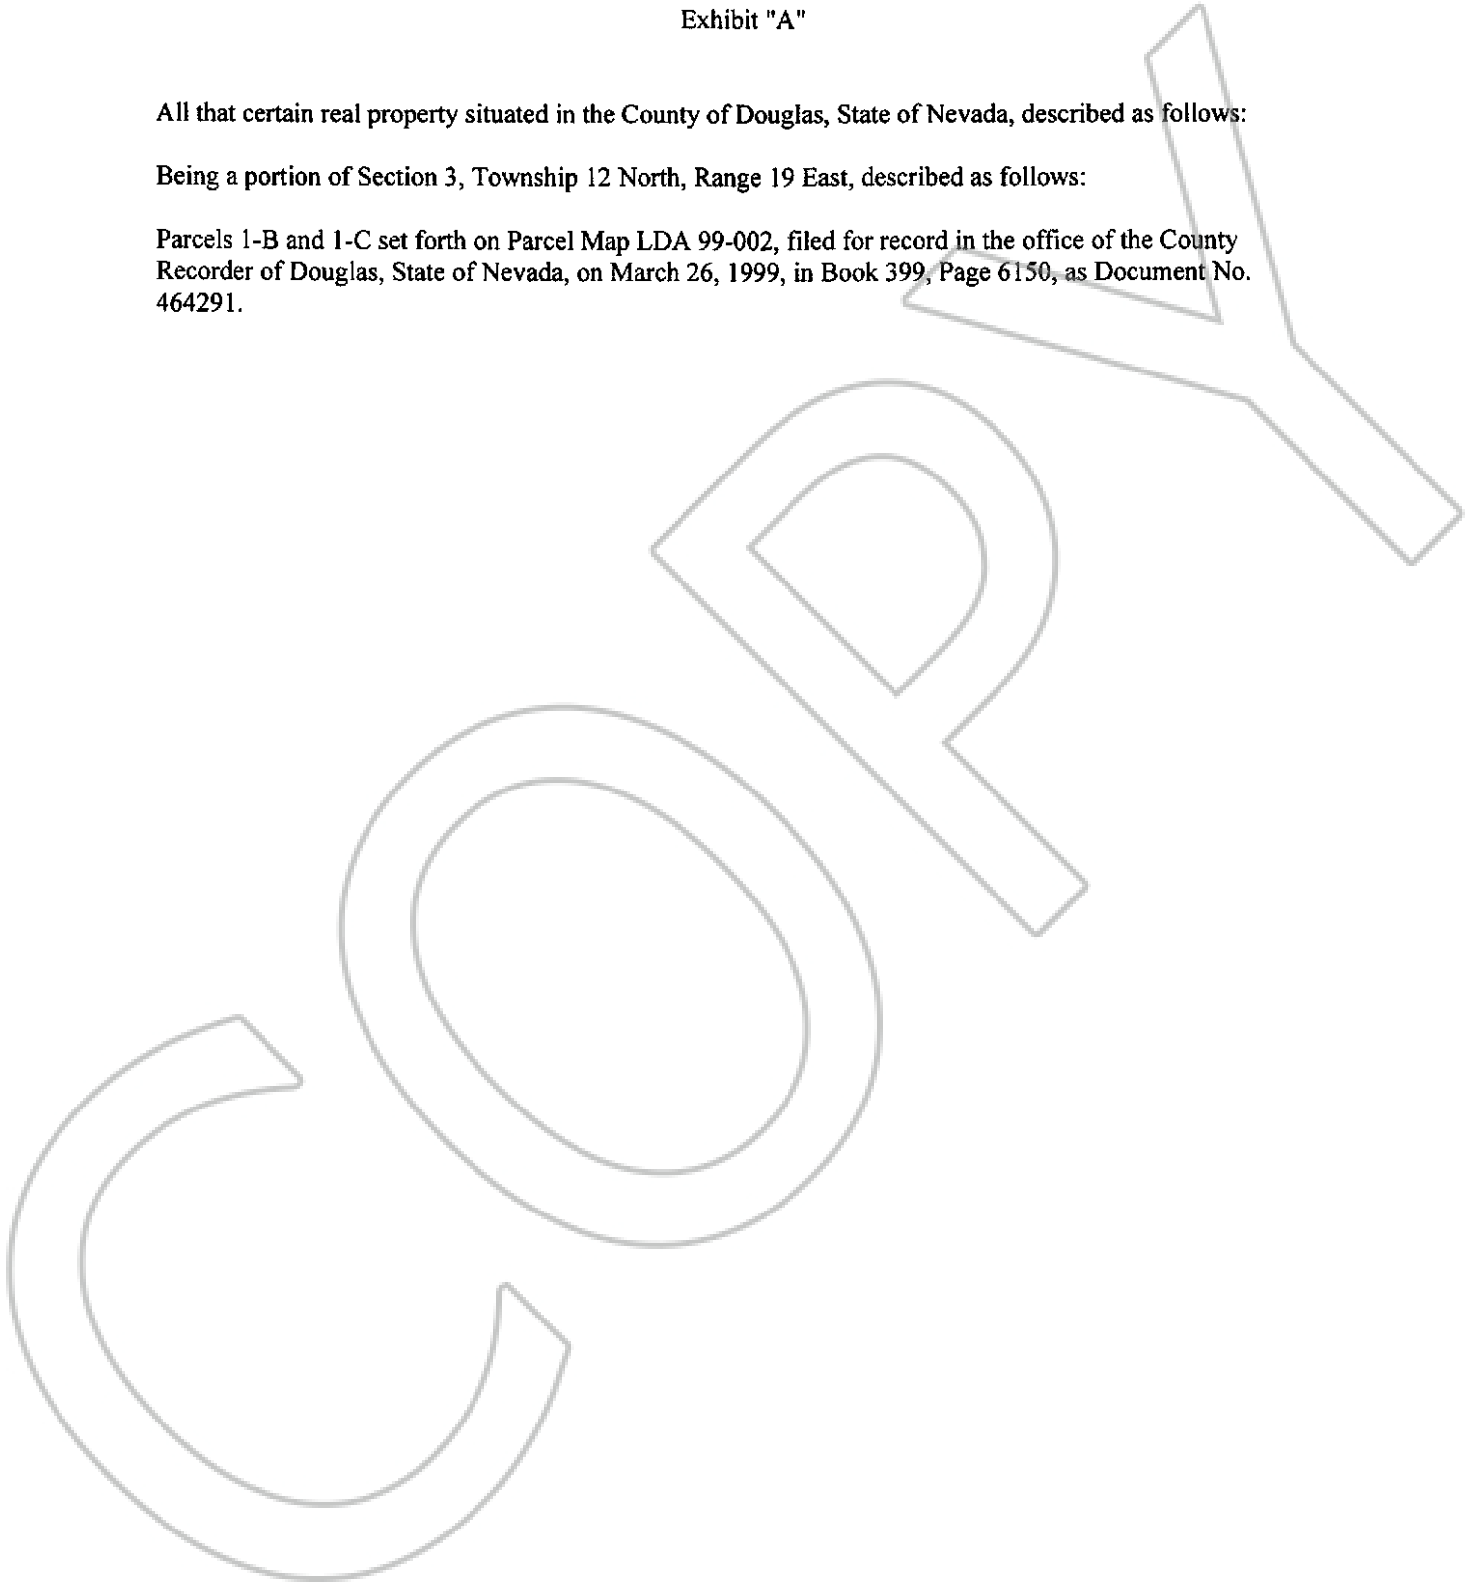 Exhibit "A"
All that certain real property situated in the County of Douglas, State of Nevada, described as follows:
Being a portion of Section 3, Township 12 North, Range 19 East, described as follows:
Parcels 1-B and 1-C set forth on Parcel Map LDA 99-002, filed for record in the office of the County
Recorder of Douglas, State of Nevada, on March 26, 1999, in Book 399, Page 6150, as Document No.
464291.
COPY